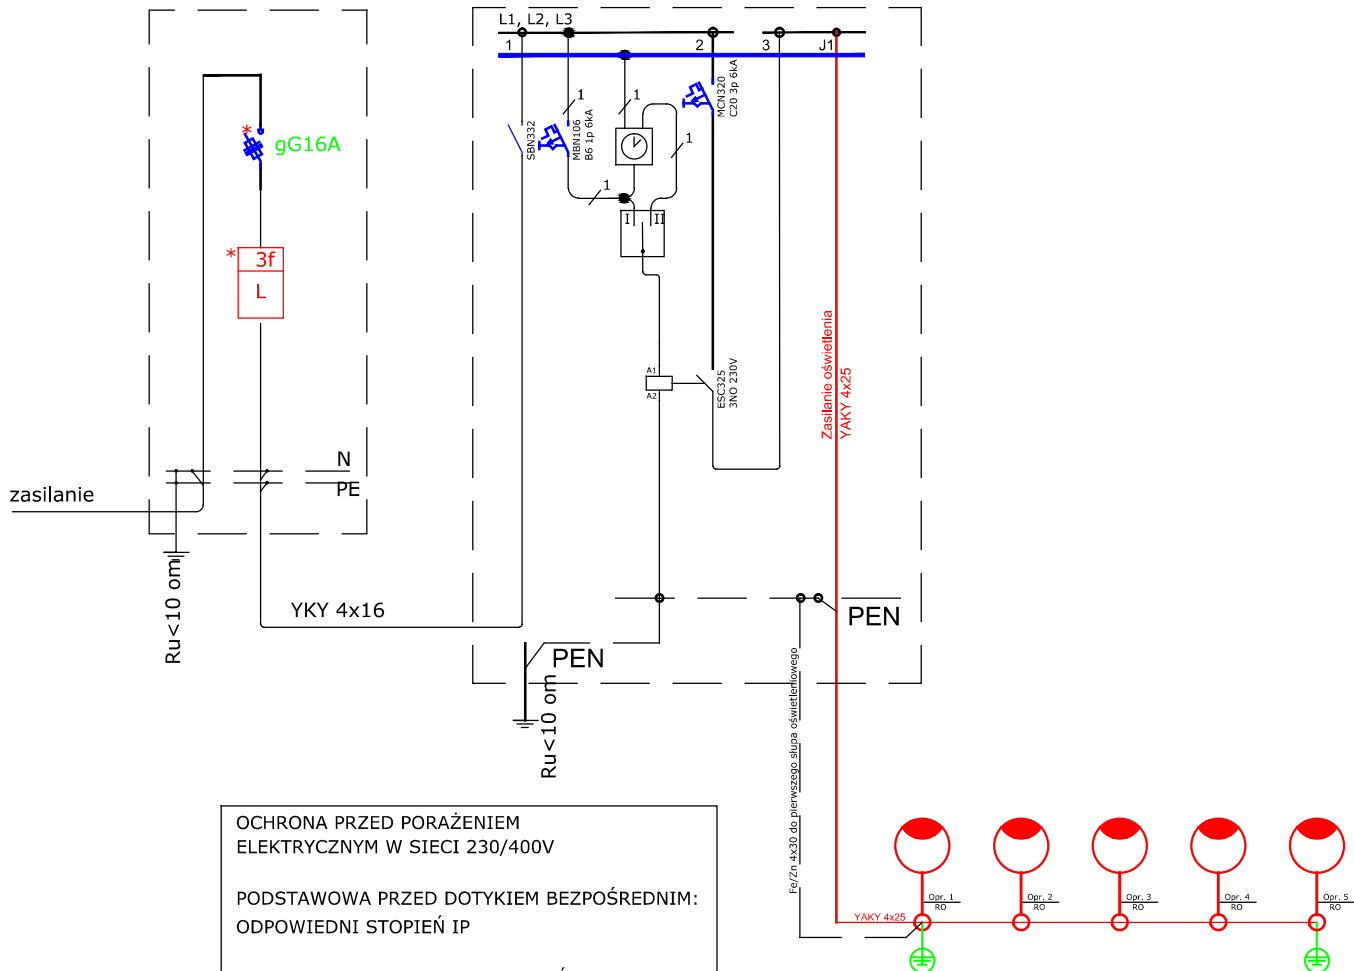 L1, L2, L3
1
2
3
J1
*
gG16A
1
1
1
1
SBN332
MBN106
B6 1p 6kA
MCN320
C20 3p 6kA
I
II
*
3f
L
A1
A2
ESC325
3NO 230V
Zasilanie oświetlenia
YAKY 4x25
N
PE
zasilanie
Ru<10 om
YKY 4x16
PEN
PEN
Ru<10 om
Fe/Zn 4x30 do pierwszego słupa oświetleniowego
OCHRONA PRZED PORAŻENIEM
ELEKTRYCZNYM W SIECI 230/400V
PODSTAWOWA PRZED DOTYKIEM BEZPOŚREDNIM:
ODPOWIEDNI STOPIEŃ IP
YAKY 4x25
Opr. 1
RO
Opr. 2
RO
Opr. 3
RO
Opr. 4
RO
Opr. 5
RO